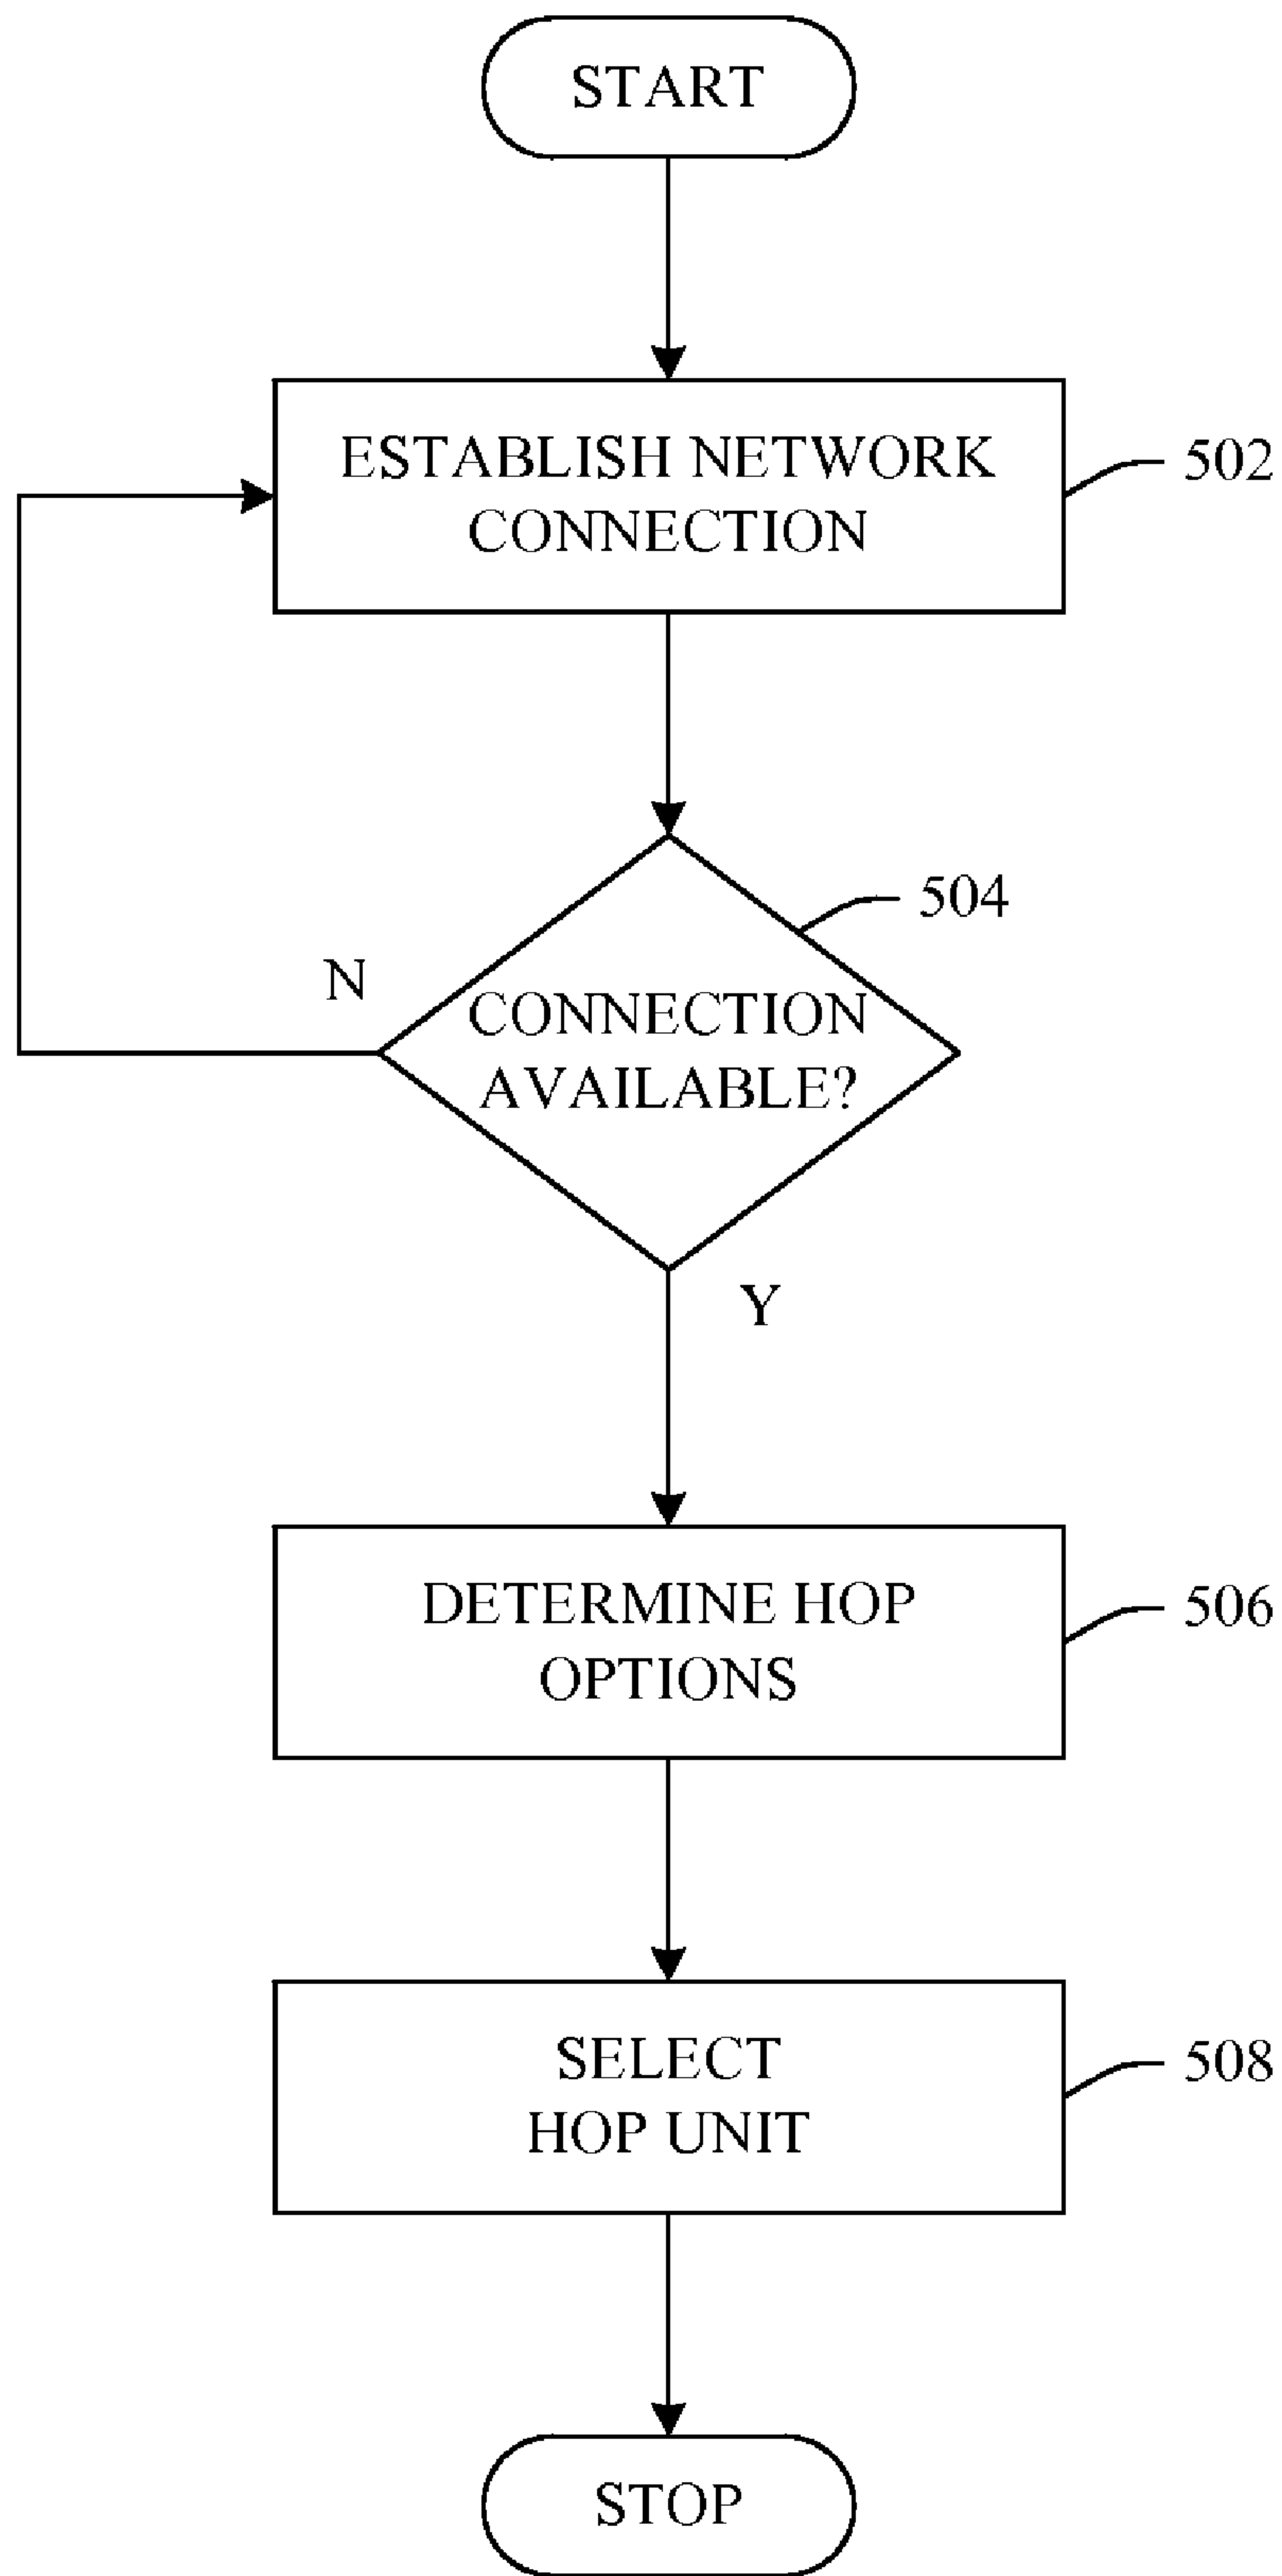 START
ESTABLISH NETWORK
CONNECTION
502
504
N
CONNECTION
AVAILABLE?
Y
DETERMINE HOP
OPTIONS
506
SELECT
HOP UNIT
508
STOP